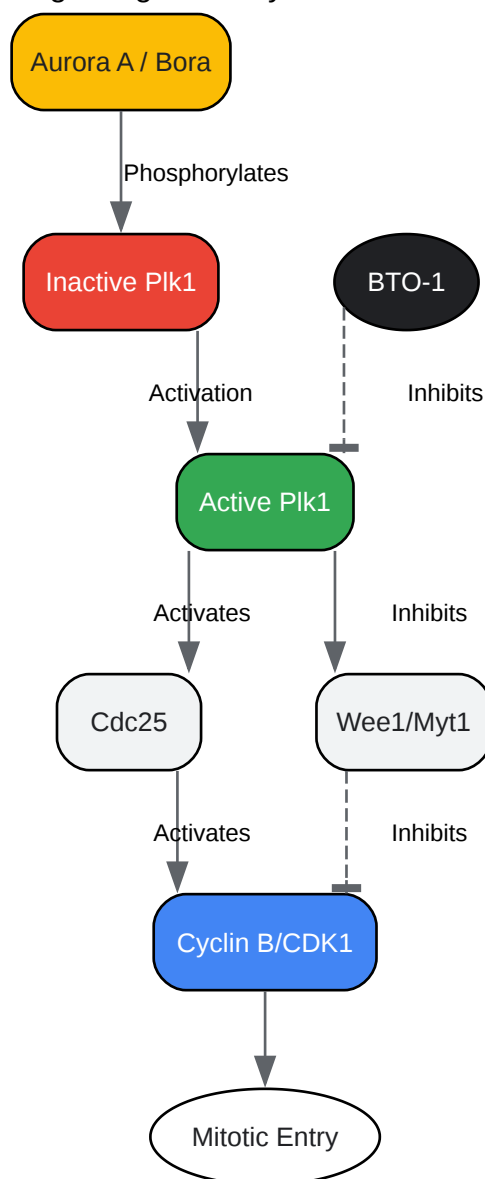 Aurora A / Bora
Phosphorylates
Inactive Plk1
BTO-1
Activation
Inhibits
Active Plk1
Activates
Inhibits
Cdc25
Wee1/Myt1
Activates
Inhibits
Cyclin B/CDK1
Mitotic Entry